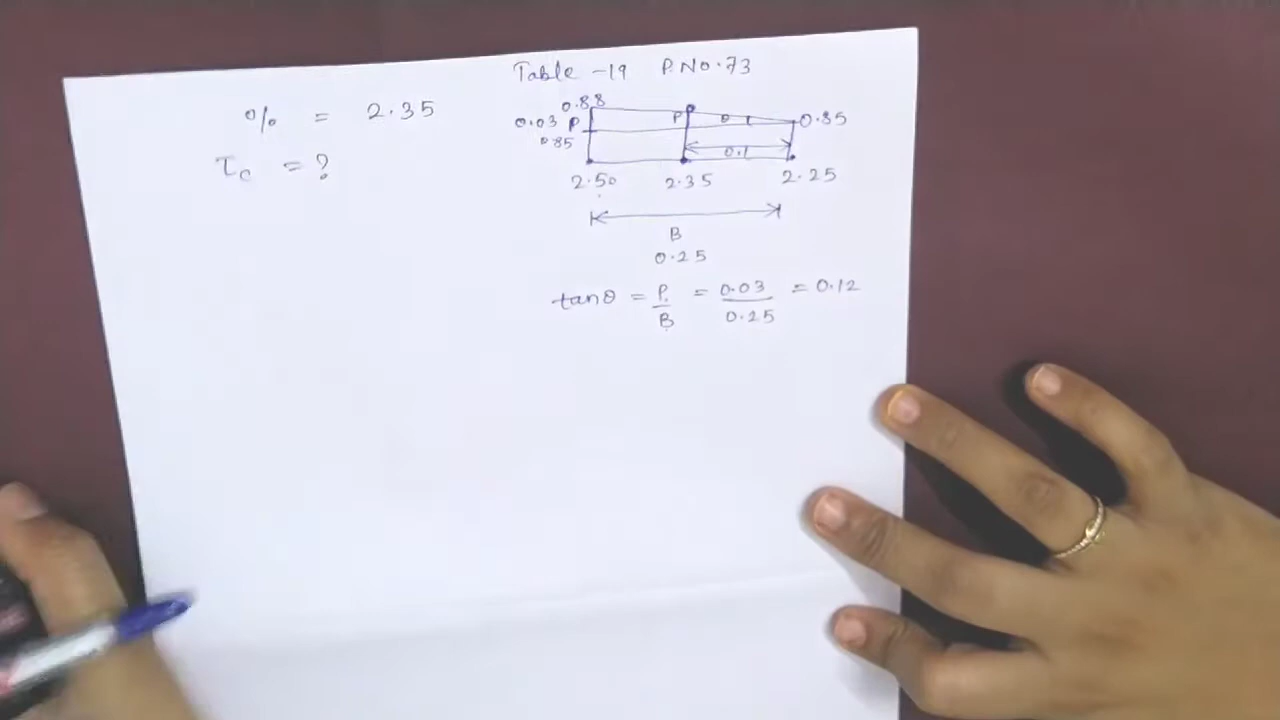 Table -19 P.No.73
% = 2.35
τc = ?
0.88
0.03 P P θ 0.85
0.85
0.1
2.50 2.35 2.25
B
0.25
tanθ = P/B = 0.03/0.25 = 0.12